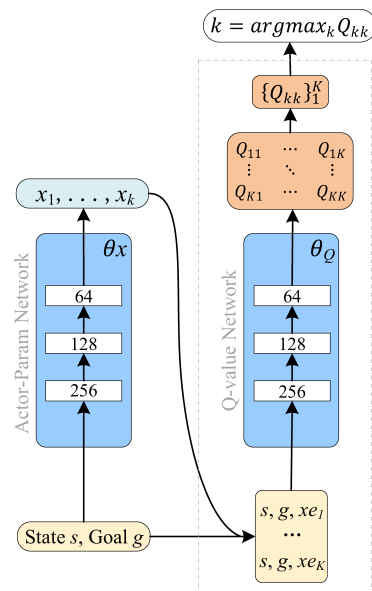 k = argmax_k Q_kk
{Q_kk}_1^K
Q_11 ⋯ Q_1K
⋮ ⋱ ⋮
Q_K1 ⋯ Q_KK
x_1, . . . , x_k
θx
64
128
256
Actor-Param Network
θ_Q
64
128
256
Q-value Network
State s, Goal g
s, g, xe_I
...
s, g, xe_K